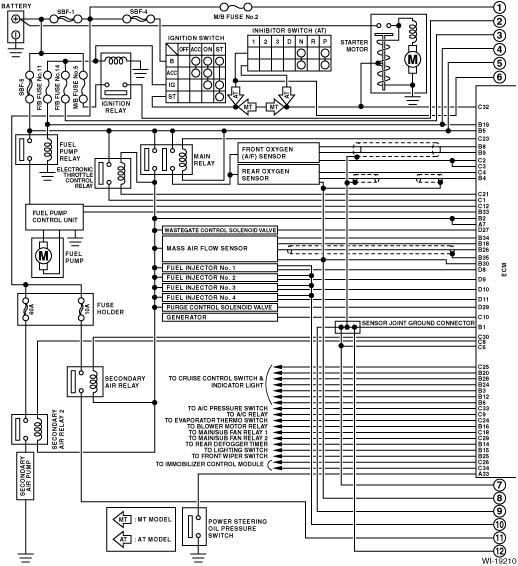 BATTERY
SBF-1
SBF-4
M/B FUSE No.2
1
2
3
4
5
6
IGNITION SWITCH
OFF ACC ON ST
B
ACC
IG
ST
INHIBITOR SWITCH (AT)
1 2 3 D N R P
STARTER MOTOR
M
SBF-5
F/B FUSE No.11
F/B FUSE No.14
M/B FUSE No.5
IGNITION RELAY
AT
MT
MT
AT
FUEL PUMP RELAY
ELECTRONIC THROTTLE CONTROL RELAY
MAIN RELAY
FRONT OXYGEN (A/F) SENSOR
REAR OXYGEN SENSOR
FUEL PUMP CONTROL UNIT
M
FUEL PUMP
WASTEGATE CONTROL SOLENOID VALVE
MASS AIR FLOW SENSOR
FUEL INJECTOR No. 1
FUEL INJECTOR No. 2
FUEL INJECTOR No. 3
FUEL INJECTOR No. 4
PURGE CONTROL SOLENOID VALVE
GENERATOR
SENSOR JOINT GROUND CONNECTOR
60A
10A
FUSE HOLDER
SECONDARY AIR RELAY
SECONDARY AIR RELAY 2
SECONDARY AIR PUMP
TO CRUISE CONTROL SWITCH & INDICATOR LIGHT
TO A/C PRESSURE SWITCH
TO A/C RELAY
TO EVAPORATOR THERMO SWITCH
TO BLOWER MOTOR RELAY
TO MAIN/SUB FAN RELAY 1
TO MAIN/SUB FAN RELAY 2
TO REAR DEFOGGER TIMER
TO LIGHTING SWITCH
TO FRONT WIPER SWITCH
TO IMMOBILIZER CONTROL MODULE
C32
B19
B5
C23
B8
B9
C2
C3
C4
B4
C21
C1
C12
B33
B2
A7
D27
B34
B18
B26
B35
B30
D8
D9
D10
D11
D29
C10
B1
C30
C8
C6
C25
B20
B28
B24
B3
B12
B6
C33
C9
C24
B16
C18
C29
B14
B15
B25
C26
C34
A33
ECM
MT : MT MODEL
AT : AT MODEL
POWER STEERING OIL PRESSURE SWITCH
7
8
9
10
11
12
WI-19210